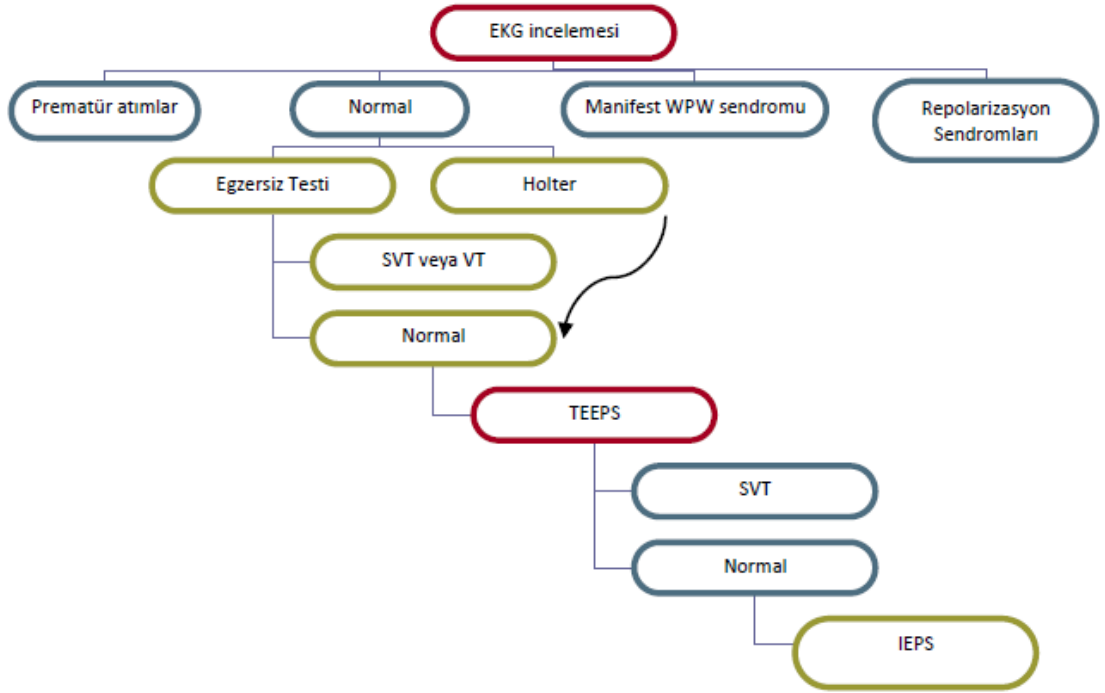 EKG incelemesi
Prematür atımlar
Normal
Manifest WPW sendromu
Repolarizasyon
Sendromları
Egzersiz Testi
Holter
SVT veya VT
Normal
TEEPS
SVT
Normal
IEPS